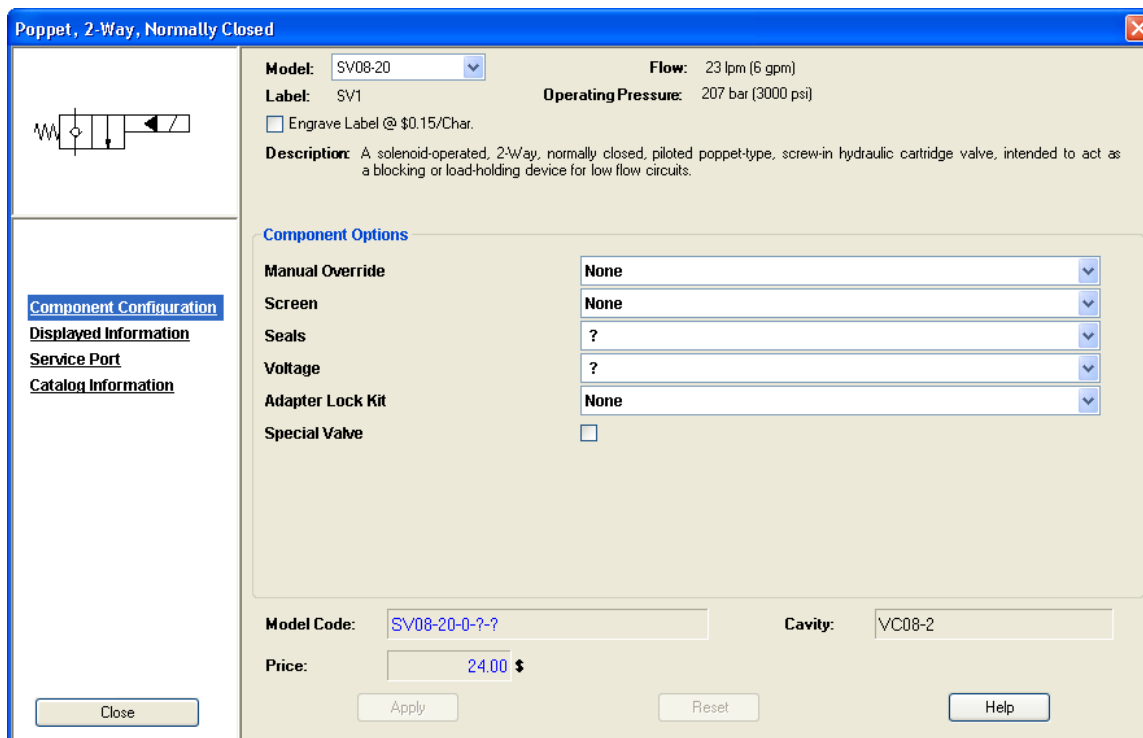 Poppet, 2-Way, Normally Closed
Model: SV08-20 Flow: 23 lpm (6 gpm)
Label: SV1 Operating Pressure: 207 bar (3000 psi)
Engrave Label @ $0.15/Char.
Description: A solenoid-operated, 2-Way, normally closed, piloted poppet-type, screw-in hydraulic cartridge valve, intended to act as
a blocking or load-holding device for low flow circuits.
Component Configuration
Displayed Information
Service Port
Catalog Information
Close
Component Options
Manual Override None
Screen None
Seals ?
Voltage ?
Adapter Lock Kit None
Special Valve
Model Code: SV08-20-0-?-? Cavity: VC08-2
Price: 24.00 $
Apply Reset Help